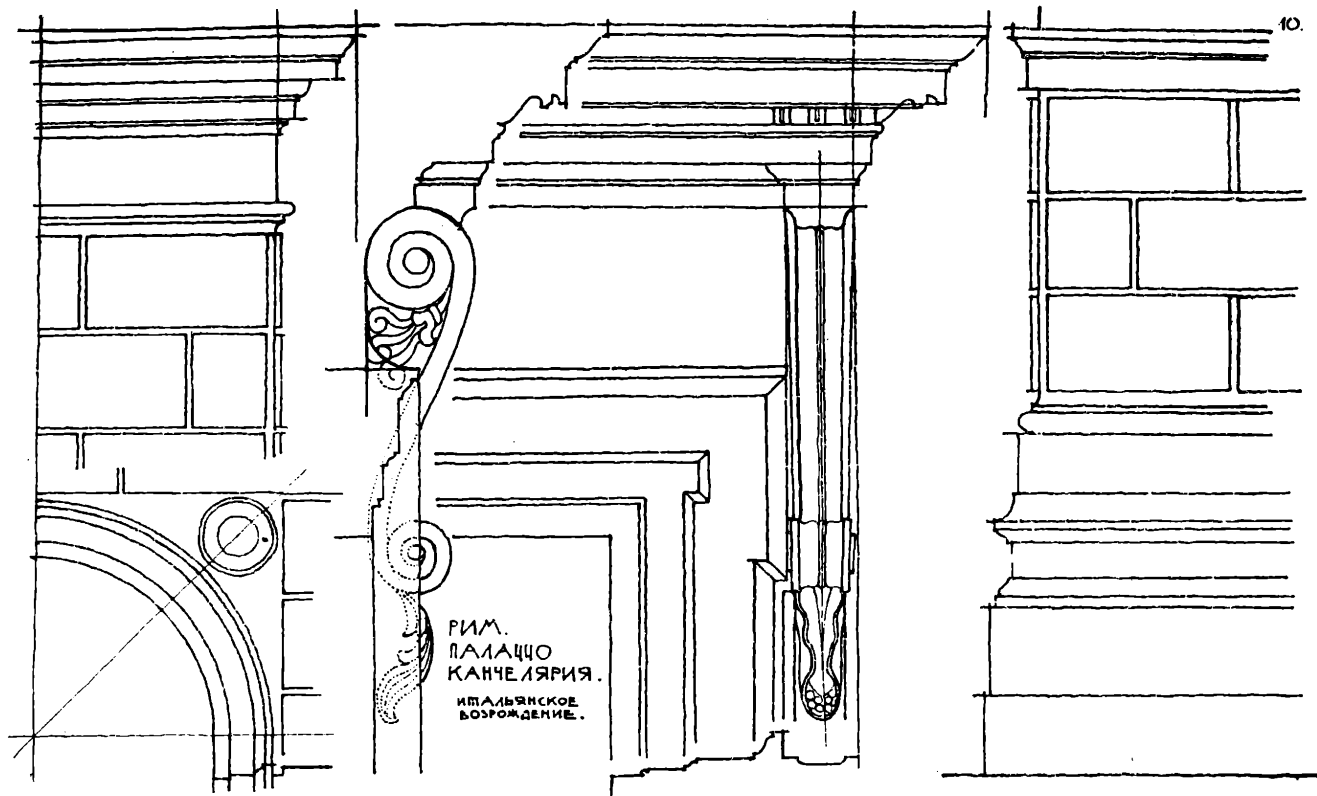 10.
РИМ.
ПАЛАЦЦО
КАНЧЕЛЯРИЯ.
ИТАЛЬЯНСКОЕ
ВОЗРОЖДЕНИЕ.